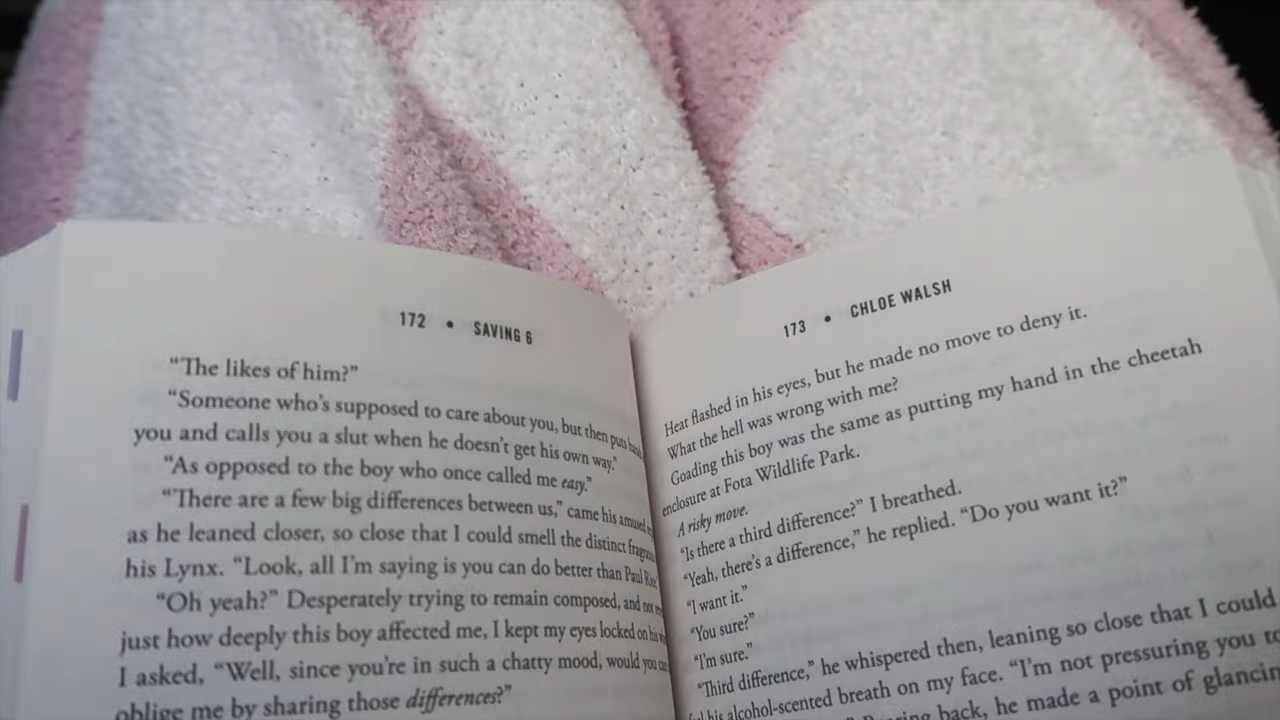 172 • SAVING 6
“The likes of him?”
“Someone who’s supposed to care about you, but then puts
you and calls you a slut when he doesn’t get his own way.”
“As opposed to the boy who once called me easy.”
“There are a few big differences between us,” came his amused
as he leaned closer, so close that I could smell the distinct
his Lynx. “Look, all I’m saying is you can do better than Paul
“Oh yeah?” Desperately trying to remain composed, and not
just how deeply this boy affected me, I kept my eyes locked on
I asked, “Well, since you’re in such a chatty mood, would you
oblige me by sharing those differences?”
173 • CHLOE WALSH
Heat flashed in his eyes, but he made no move to deny it.
What the hell was wrong with me?
Goading this boy was the same as putting my hand in the cheetah
enclosure at Fota Wildlife Park.
A risky move.
“Is there a third difference?” I breathed.
“Yeah, there’s a difference,” he replied. “Do you want it?”
“I want it.”
“You sure?”
“I’m sure.”
“Third difference,” he whispered then, leaning so close that I could
his alcohol-scented breath on my face. “I’m not pressuring you to
back, he made a point of